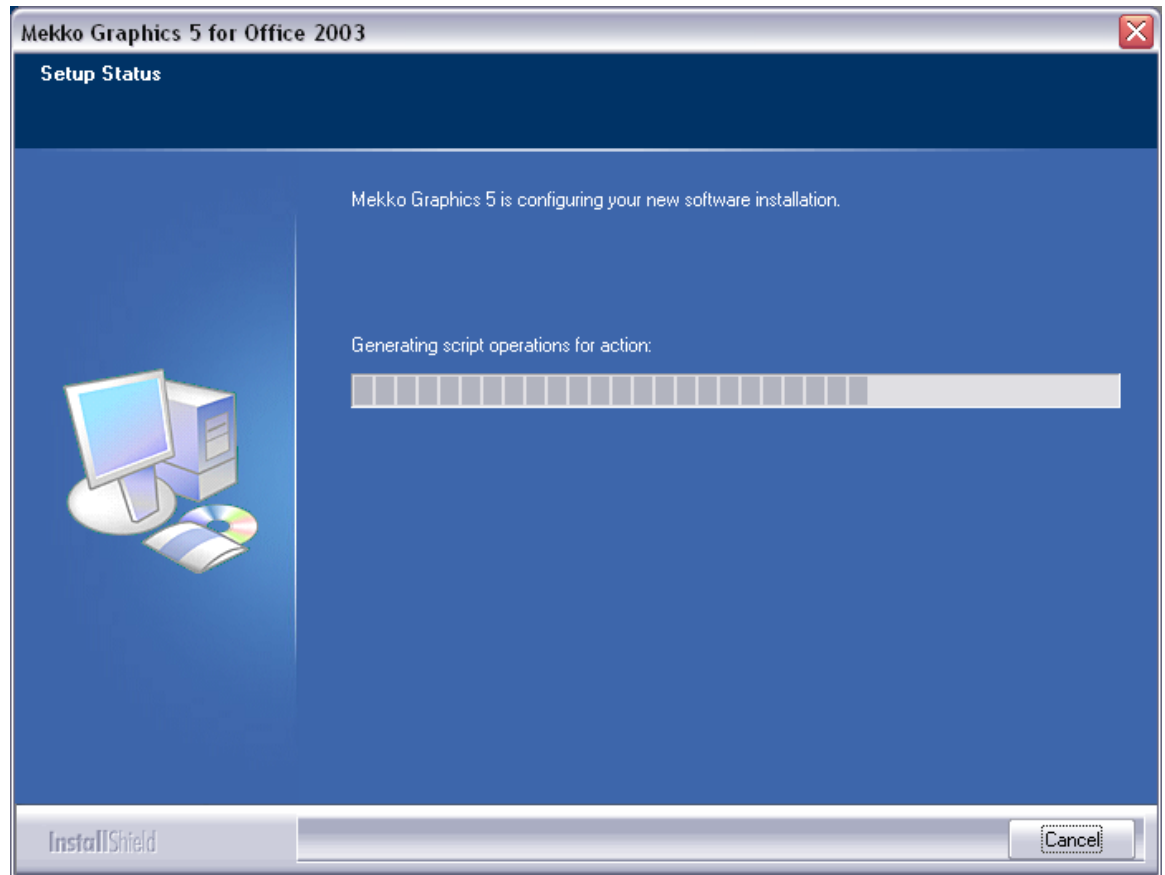 Mekko Graphics 5 for Office 2003
Setup Status
Mekko Graphics 5 is configuring your new software installation.
Generating script operations for action:
InstallShield
Cancel